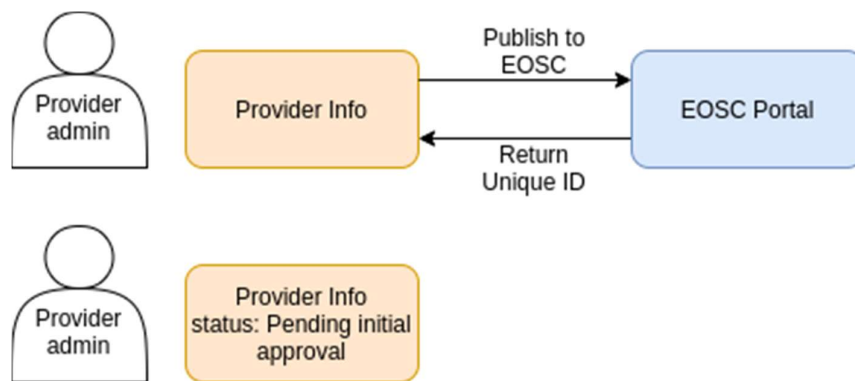 Publish to
EOSC
Provider
admin
Provider Info
EOSC Portal
Return
Unique ID
Provider
admin
Provider Info
status: Pending initial
approval